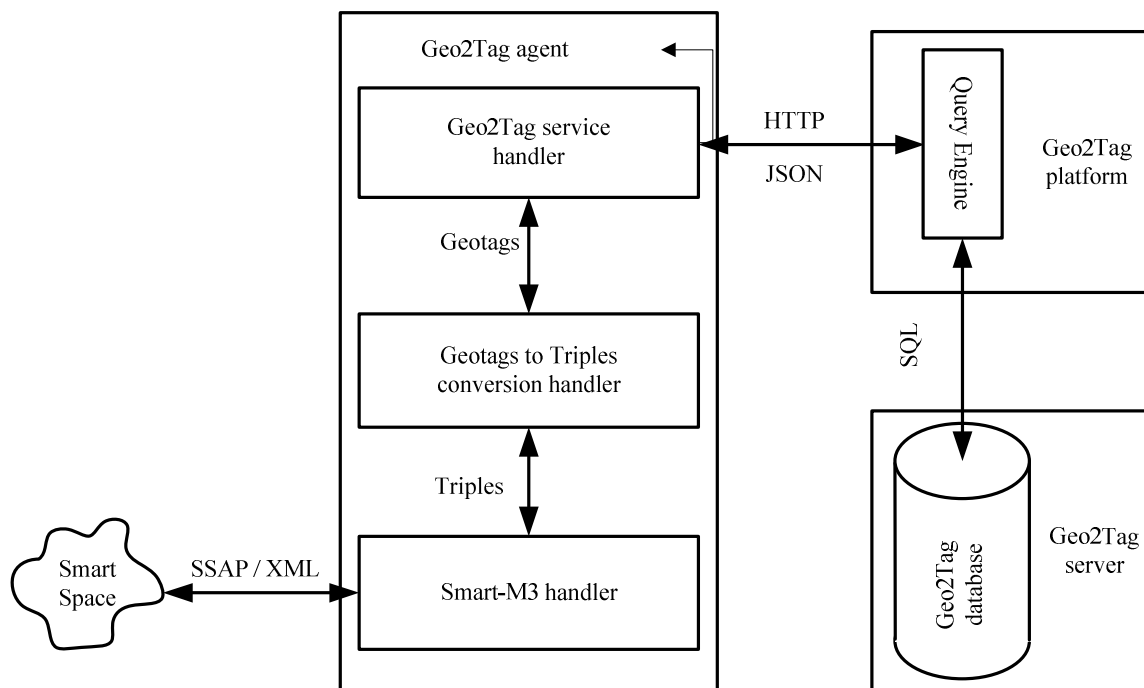 Geo2Tag agent
Geo2Tag service
handler
HTTP
JSON
Query Engine
Geo2Tag
platform
Geotags
SQL
Geotags to Triples
conversion handler
Triples
Smart
Space
SSAP / XML
Smart-M3 handler
Geo2Tag
database
Geo2Tag
server